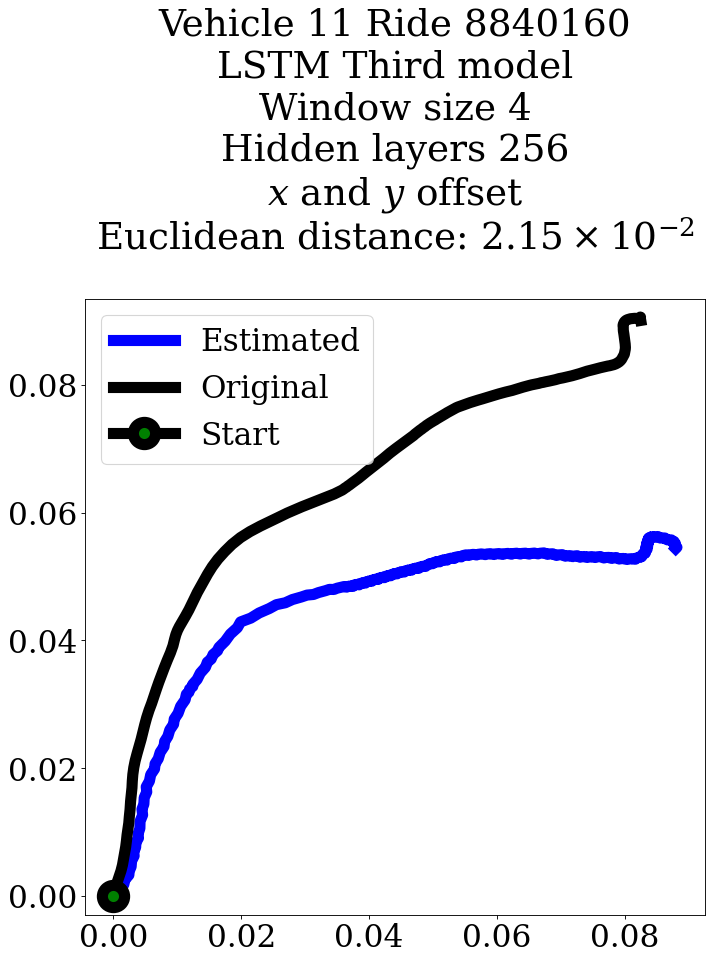 Vehicle 11 Ride 8840160
LSTM Third model
Window size 4
Hidden layers 256
x and y offset
Euclidean distance: 2.15 × 10⁻²
Estimated
Original
Start
0.08
0.06
0.04
0.02
0.00
0.00 0.02 0.04 0.06 0.08